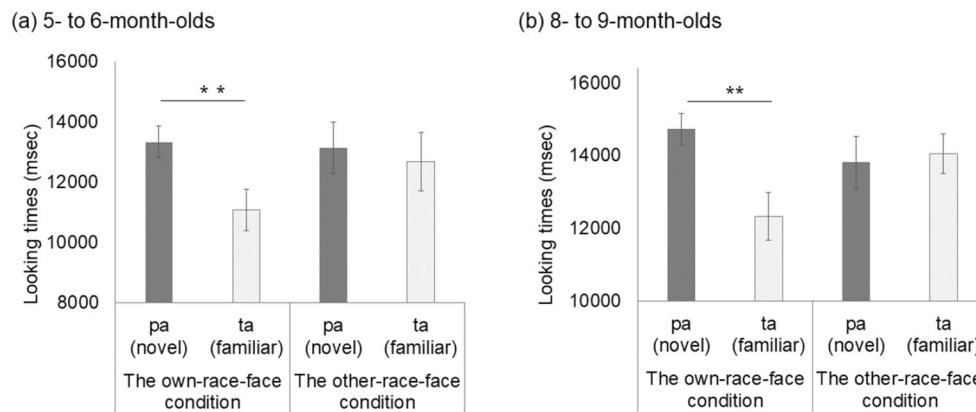 (a) 5- to 6-month-olds
16000
14000
12000
10000
8000
Looking times (msec)
* *
pa
(novel)
ta
(familiar)
pa
(novel)
ta
(familiar)
The own-race-face
condition
The other-race-face
condition
(b) 8- to 9-month-olds
16000
14000
12000
10000
Looking times (msec)
**
pa
(novel)
ta
(familiar)
pa
(novel)
ta
(familiar)
The own-race-face
condition
The other-race-face
condition